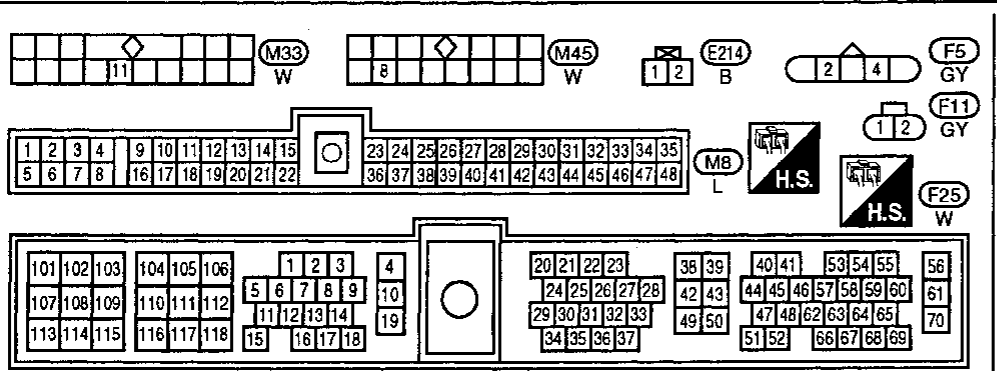 11 M33 W
8 M45 W
1 2 E214 B
2 4 F5 GY
1 2 F11 GY
1 2 3 4 9 10 11 12 13 14 15 23 24 25 26 27 28 29 30 31 32 33 34 35
5 6 7 8 16 17 18 19 20 21 22 36 37 38 39 40 41 42 43 44 45 46 47 48
M8 L
H.S.
H.S.
F25 W
101 102 103 104 105 106 1 2 3 4 20 21 22 23 38 39 40 41 53 54 55 56
107 108 109 110 111 112 5 6 7 8 9 10 24 25 26 27 28 42 43 44 45 46 57 58 59 60 61
11 12 13 14 19 29 30 31 32 33 49 50 47 48 62 63 64 65 70
113 114 115 116 117 118 15 16 17 18 34 35 36 37 51 52 66 67 68 69